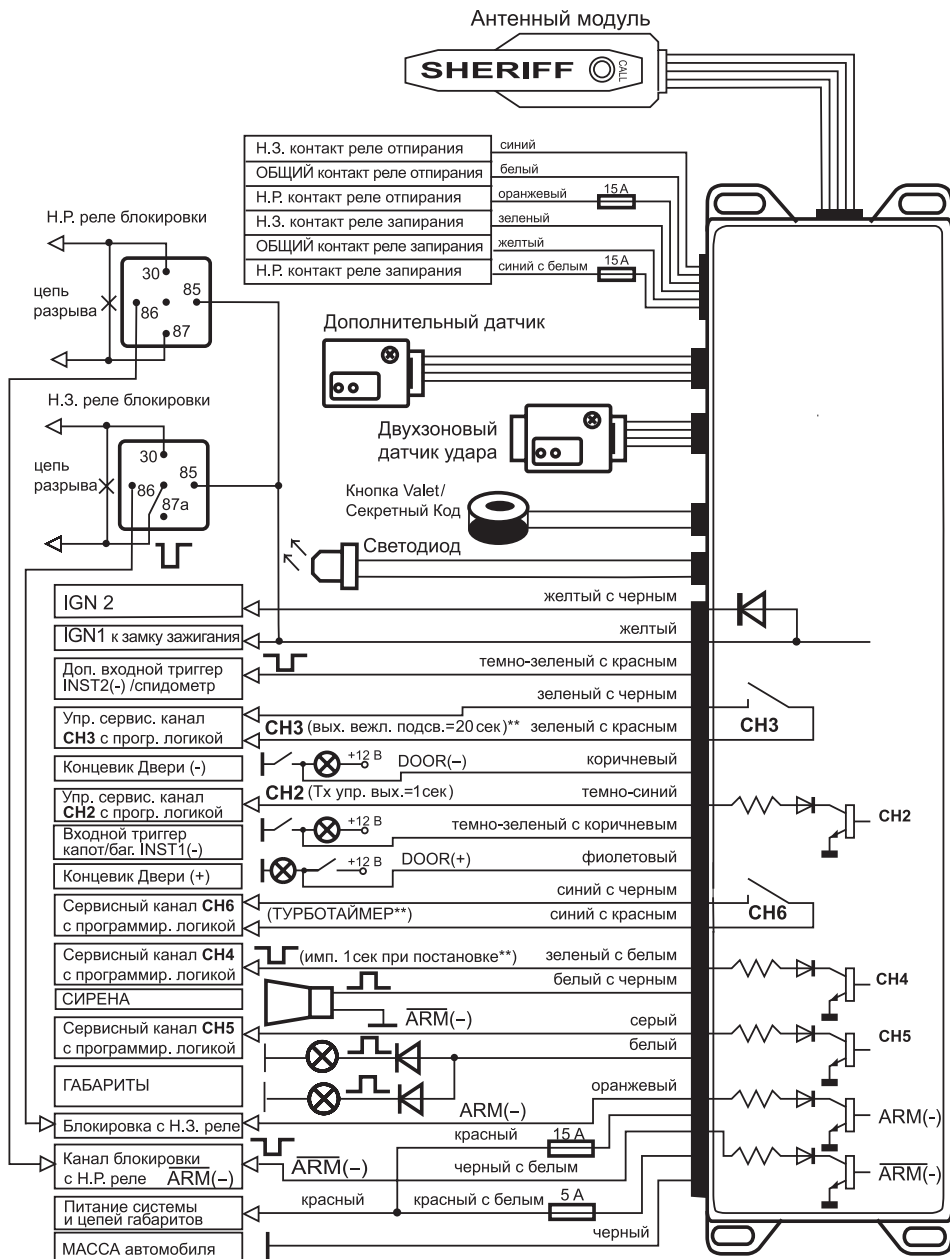 Антенный модуль
SHERIFF CALL
Н.З. контакт реле отпирания синий
ОБЩИЙ контакт реле отпирания белый
Н.Р. контакт реле отпирания оранжевый 15 А
Н.З. контакт реле запирания зеленый
ОБЩИЙ контакт реле запирания желтый
Н.Р. контакт реле запирания синий с белым 15 А
Н.Р. реле блокировки
30
85
86
87
цепь
разрыва
Дополнительный датчик
Н.З. реле блокировки
30
85
86
87a
цепь
разрыва
Двухзоновый
датчик удара
Кнопка Valet/
Секретный Код
Светодиод
IGN 2 желтый с черным
IGN1 к замку зажигания желтый
Доп. входной триггер
INST2(-) /спидометр
темно-зеленый с красным
зеленый с черным
Упр. сервис. канал
CH3 с прогр. логикой
CH3 (вых. вежл. подсв.=20 сек)** зеленый с красным
CH3
Концевик Двери (-)
+12 В DOOR(–) коричневый
Упр. сервис. канал
CH2 с прогр. логикой
CH2 (Тх упр. вых.=1сек) темно-синий
CH2
Входной триггер
капот/баг. INST1(-)
+12 В темно-зеленый с коричневым
Концевик Двери (+)
+12 В DOOR(+) фиолетовый
синий с черным
Сервисный канал CH6
с программир. логикой
(ТУРБОТАЙМЕР**) синий с красным
CH6
Сервисный канал CH4
с программир. логикой
(имп. 1сек при постановке**) зеленый с белым
CH4
СИРЕНА
белый с черным
ARM(–)
Сервисный канал CH5
с программир. логикой
серый
CH5
белый
ГАБАРИТЫ
оранжевый
Блокировка с Н.З. реле ARM(–)
ARM(-)
красный 15 А
Канал блокировки
с Н.Р. реле ARM(–)
ARM(–) черный с белым
ARM(-)
Питание системы
и цепей габаритов
красный красный с белым 5 А
МАССА автомобиля черный